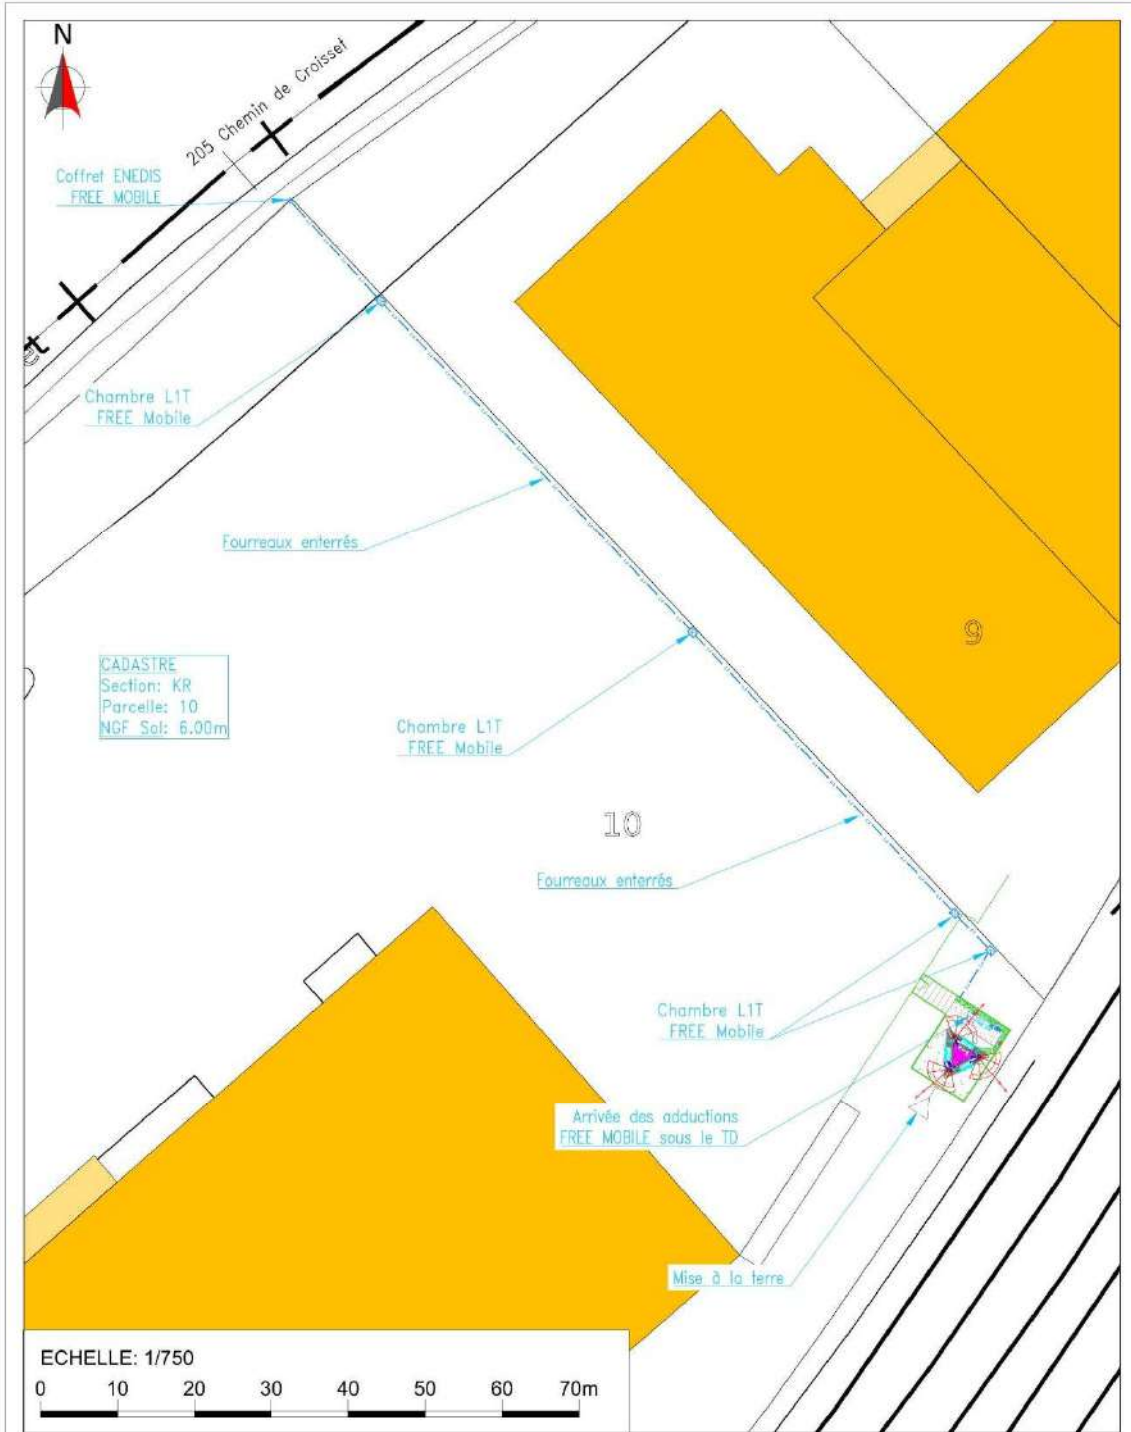 N
205 Chemin de Croisset
Coffret ENEDIS
FREE MOBILE
et
Chambre L1T
FREE Mobile
Fourreaux enterrés
9
CADASTRE
Section: KR
Parcelle: 10
NGF Sol: 6.00m
Chambre L1T
FREE Mobile
10
Fourreaux enterrés
Chambre L1T
FREE Mobile
Arrivée des adductions
FREE MOBILE sous le TD
Mise à la terre
ECHELLE: 1/750
0 10 20 30 40 50 60 70m